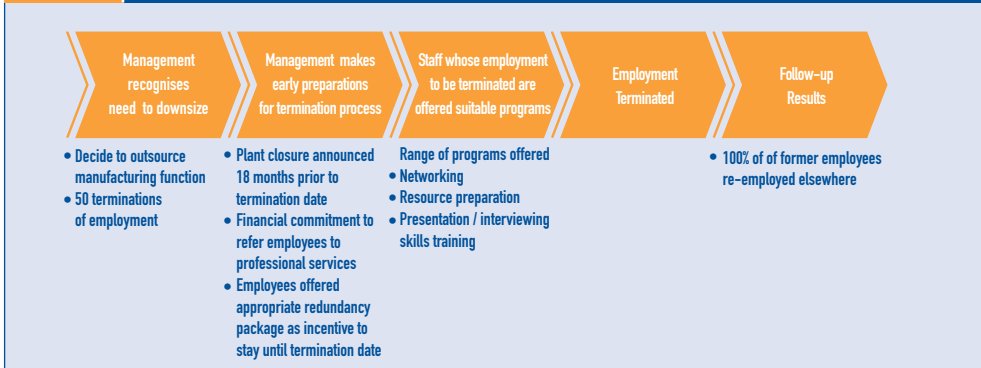 Management
recognises
need to downsize
Management makes
early preparations
for termination process
Staff whose employment
to be terminated are
offered suitable programs
Employment
Terminated
Follow-up
Results
• Decide to outsource
manufacturing function
• 50 terminations
of employment
• Plant closure announced
18 months prior to
termination date
• Financial commitment to
refer employees to
professional services
• Employees offered
appropriate redundancy
package as incentive to
stay until termination date
Range of programs offered
• Networking
• Resource preparation
• Presentation / interviewing
skills training
• 100% of of former employees
re-employed elsewhere